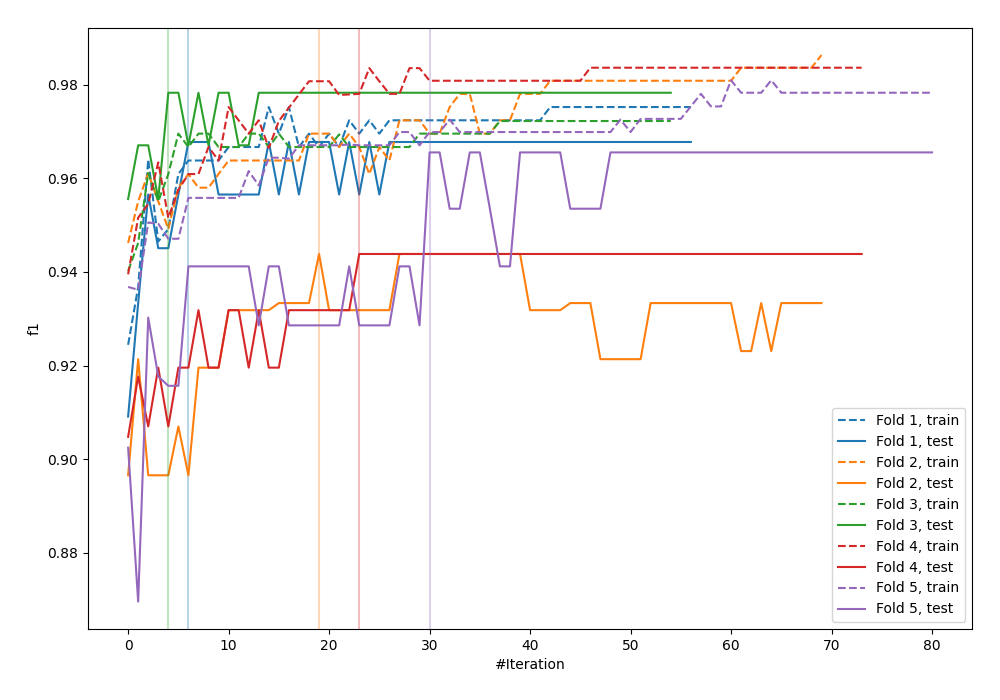 0.98
0.96
0.94
0.92
0.90
0.88
f1
0 10 20 30 40 50 60 70 80
#Iteration
Fold 1, train
Fold 1, test
Fold 2, train
Fold 2, test
Fold 3, train
Fold 3, test
Fold 4, train
Fold 4, test
Fold 5, train
Fold 5, test